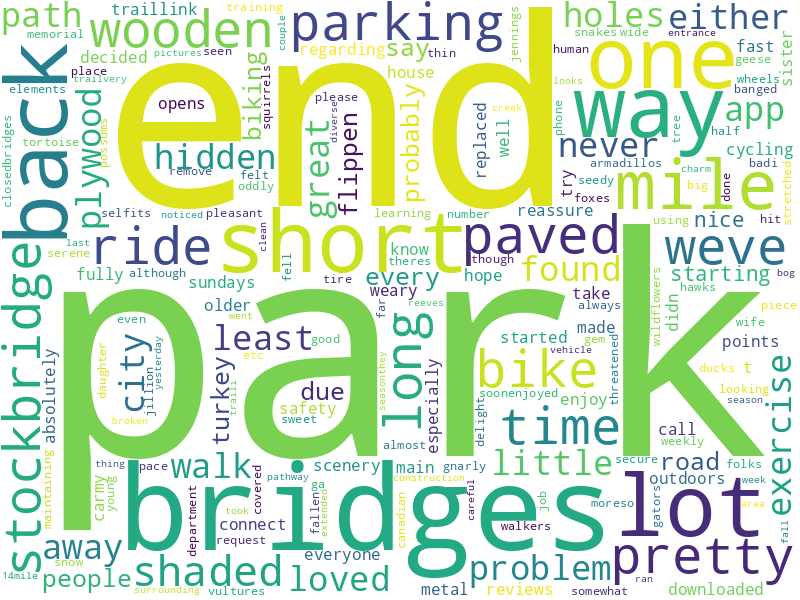 path
traillink
training
parking
holes
either
memorial
couple
wooden
pictures
seen
thin
jennings
snakes
wide
entrance
decided
regarding
say
human
one
fast
sister
place
trailvery
house
geese
elements
opens
squirrels
please
end
way
app
wheels
looks
banged
back
plywood
biking
diverse
probably
replaced
well
creek
phone
tree
half
closedbridges
tortoise
possums
hidden
great
flippen
never
cycling
remove
felt
armadillos
badi
oddly
try
seedy
mile
charm
big
done
stretched
selfits
pleasant
learning
number
foxes
reassure
nice
using
hit
noticed
last
serene
ride
short
clean
know
theres
paved
though
weve
bog
fully
although
fell
tire
every
hope
found
starting
sundays
weary
take
didn
hawks
piece
stockbridge
older
far
reeves
always
wildflowers
wife
even
went
etc
good
long
started
made
points
absolutely
city
jillion
yesterday
least
seasonthey
vehicle
gem
threatened
park
ducks
t
daughter
turkey
trail1
due
especially
bike
looking
exercise
safety
soonenjoyed
enjoy
season
broken
sweet
almost
delight
time
call
weekly
carmy
young
thing
pace
walk
scenery
main
gnarly
little
road
secure
folks
maintaining
covered
pathway
ga
construction
outdoors
week
department
took
extended
bridges
careful
job
moreso
gators
lot
area
away
connect
fallen
canadian
request
everyone
walkers
pretty
fall
snow
people
shaded
loved
metal
problem
14mile
surrounding
vultures
reviews
somewhat
ran
downloaded